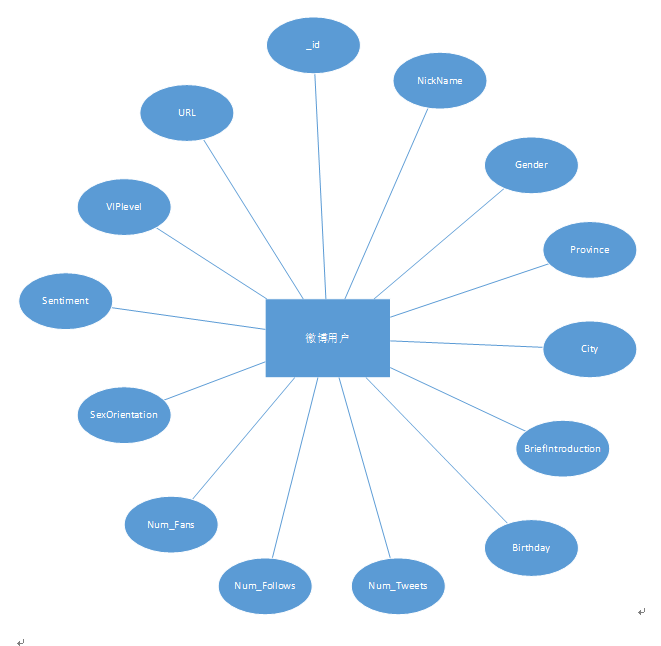 _id
NickName
URL
Gender
VIPlevel
Province
Sentiment
微博用户
City
SexOrientation
BriefIntroduction
Num_Fans
Birthday
Num_Follows
Num_Tweets